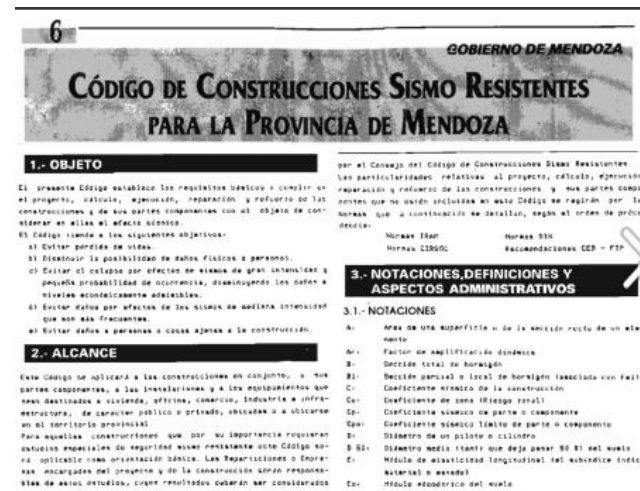 6
GOBIERNO DE MENDOZA
CÓDIGO DE CONSTRUCCIONES SISMO RESISTENTES
PARA LA PROVINCIA DE MENDOZA
1.- OBJETO
El presente Código establece los requisitos básicos a cumplir en
el proyecto, cálculo, ejecución, reparación y refuerzo de las
construcciones y de sus partes componentes con el objeto de con-
siderar en ellas el efecto sísmico.
El Código tiende a los siguientes objetivos:
a) Evitar pérdida de vidas.
b) Disminuir la posibilidad de daños físicos a personas.
c) Evitar el colapso por efectos de sismos de gran intensidad y
pequeña probabilidad de ocurrencia, disminuyendo los daños a
niveles económicamente admisibles.
d) Evitar daños por efectos de los sismos de mediana intensidad
que son más frecuentes.
e) Evitar daños a personas o cosas ajenas a la construcción.
2.- ALCANCE
Este Código se aplicará a las construcciones en conjunto, a sus
partes componentes, a las instalaciones y a los equipamientos que
sean destinados a vivienda, oficina, comercio, industria e infra-
estructura, de carácter público o privado, ubicadas o a ubicarse
en el territorio provincial.
Para aquellas construcciones que por su importancia requieran
estudios especiales de seguridad sismo resistente este Código se-
rá aplicable como orientación básica. Las Reparticiones o Empre-
sas encargadas del proyecto y de la construcción serán responsa-
bles de estos estudios, cuyos resultados deberán ser considerados
por el Consejo del Código de Construcciones Sismo Resistentes.
Las particularidades relativas al proyecto, cálculo, ejecución
reparación y refuerzo de las construcciones y sus partes compo
nentes que no estén incluidas en este Código se regirán por la
Normas que a continuación se detallan, según el orden de préce
dencia:
Normas IRAM Normas DIN
Normas CIRSOC Recomendaciones CEB - FIP
3.- NOTACIONES,DEFINICIONES Y
ASPECTOS ADMINISTRATIVOS
3.1.- NOTACIONES
A: Area de una superficie o de la sección recta de un ele
mento
Ar: Factor de amplificación dinámica
B: Sección total de hormigón
B1: Sección parcial o local de hormigón (asociada con
C: Coeficiente sísmico de la construcción
Co: Coeficiente de zona (Riesgo zonal)
Cp: Coeficiente sísmico de parte o componente
Cpo: Coeficiente sísmico límite de parte o componente
D: Diámetro de un pilote o cilindro
Diámetro medio (tamiz que deja pasar 50 %) del suelo
E: Módulo de elasticidad longitudinal (el subíndice indic
material o estado)
Eo: Módulo edométrico del suelo